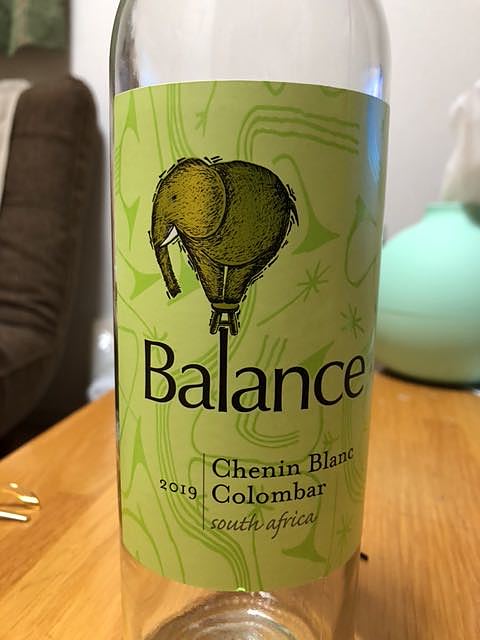 Balance
2019
Chenin Blanc
Colombar
south africa